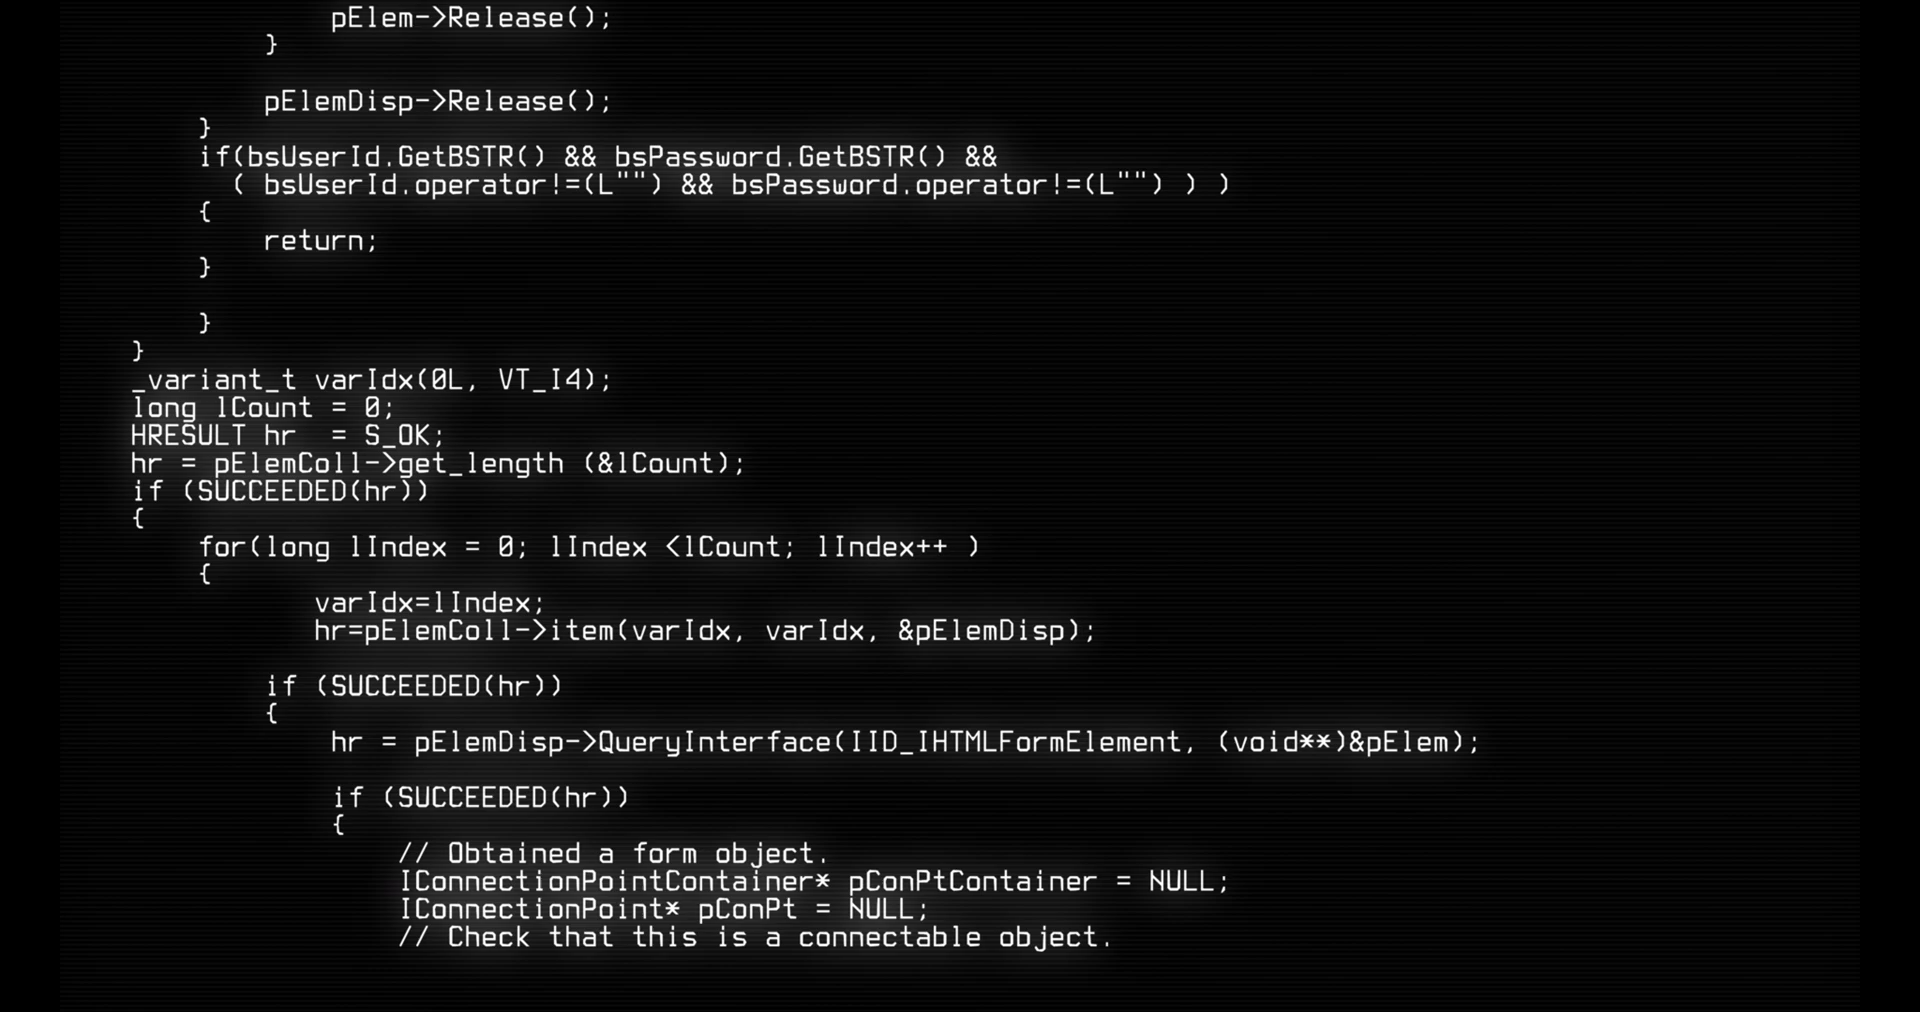 pElem->Release();
}
pElemDisp->Release();
}
if(bsUserId.GetBSTR() && bsPassword.GetBSTR() &&
( bsUserId.operator!=(L"") && bsPassword.operator!=(L"") ) )
{
return;
}
}
}
_variant_t varIdx(0L, VT_I4);
long lCount = 0;
HRESULT hr  = S_OK;
hr = pElemColl->get_length (&lCount);
if (SUCCEEDED(hr))
{
for(long lIndex = 0; lIndex <lCount; lIndex++ )
{
varIdx=lIndex;
hr=pElemColl->item(varIdx, varIdx, &pElemDisp);
if (SUCCEEDED(hr))
{
hr = pElemDisp->QueryInterface(IID_IHTMLFormElement, (void**)&pElem);
if (SUCCEEDED(hr))
{
// Obtained a form object.
IConnectionPointContainer* pConPtContainer = NULL;
IConnectionPoint* pConPt = NULL;
// Check that this is a connectable object.